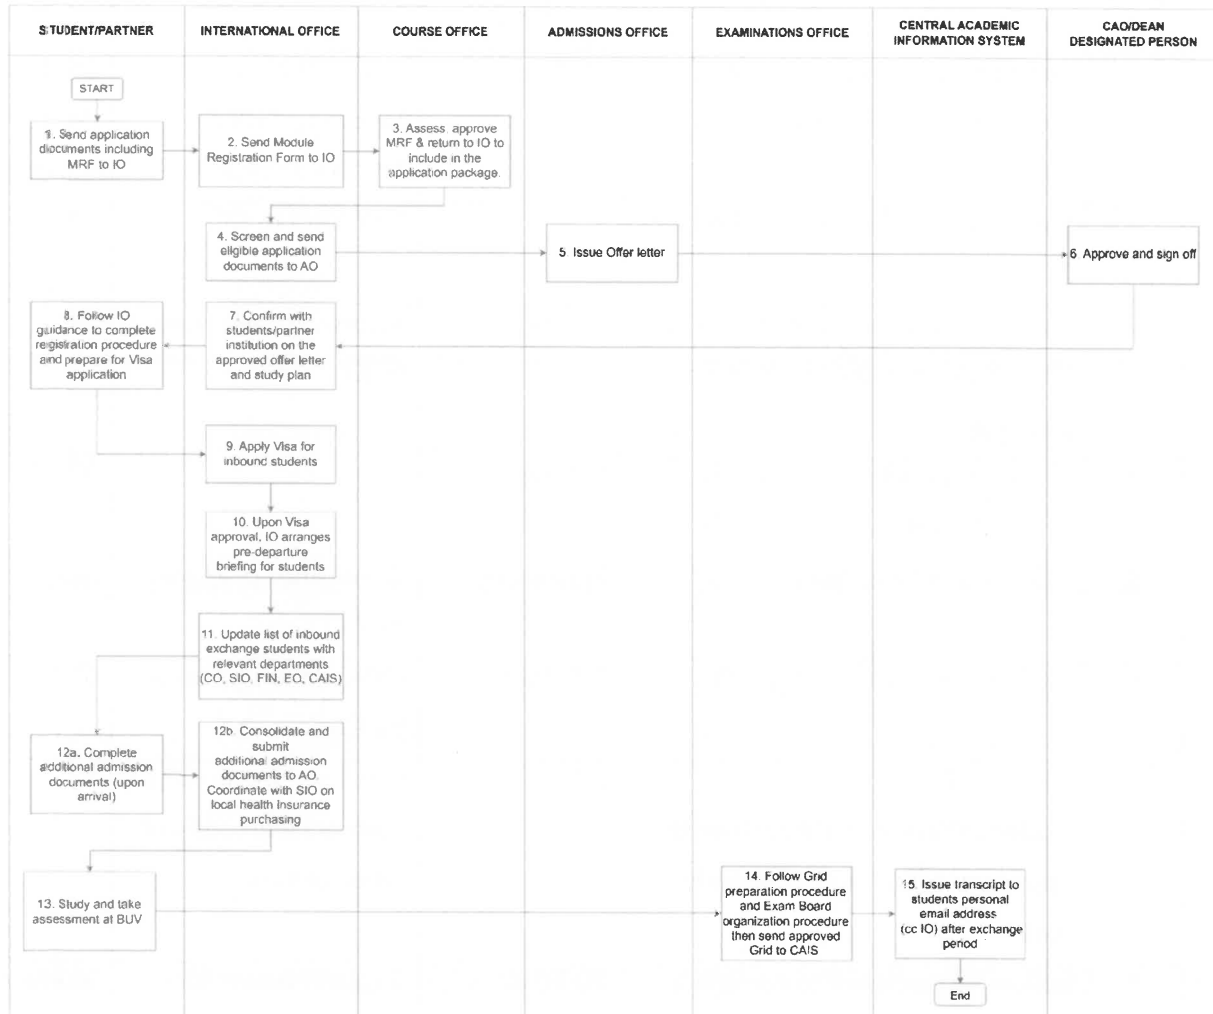 STUDENT/PARTNER
INTERNATIONAL OFFICE
COURSE OFFICE
ADMISSIONS OFFICE
EXAMINATIONS OFFICE
CENTRAL ACADEMIC
INFORMATION SYSTEM
CAO/DEAN
DESIGNATED PERSON
START
1. Send application
documents including
MRF to IO
2. Send Module
Registration Form to IO
3. Assess, approve
MRF & return to IO to
include in the
application package.
4. Screen and send
eligible application
documents to AO
5. Issue Offer letter
6. Approve and sign off
8. Follow IO
guidance to complete
registration procedure
and prepare for Visa
application
7. Confirm with
students/partner
institution on the
approved offer letter
and study plan
9. Apply Visa for
inbound students
10. Upon Visa
approval, IO arranges
pre-departure
briefing for students
11. Update list of inbound
exchange students with
relevant departments
(CO, SIO, FIN, EO, CAIS)
12a. Complete
additional admission
documents (upon
arrival)
12b. Consolidate and
submit
additional admission
documents to AO.
Coordinate with SIO on
local health insurance
purchasing
13. Study and take
assessment at BUV
14. Follow Grid
preparation procedure
and Exam Board
organization procedure
then send approved
Grid to CAIS
15. Issue transcript to
students personal
email address
(cc IO) after exchange
period
End